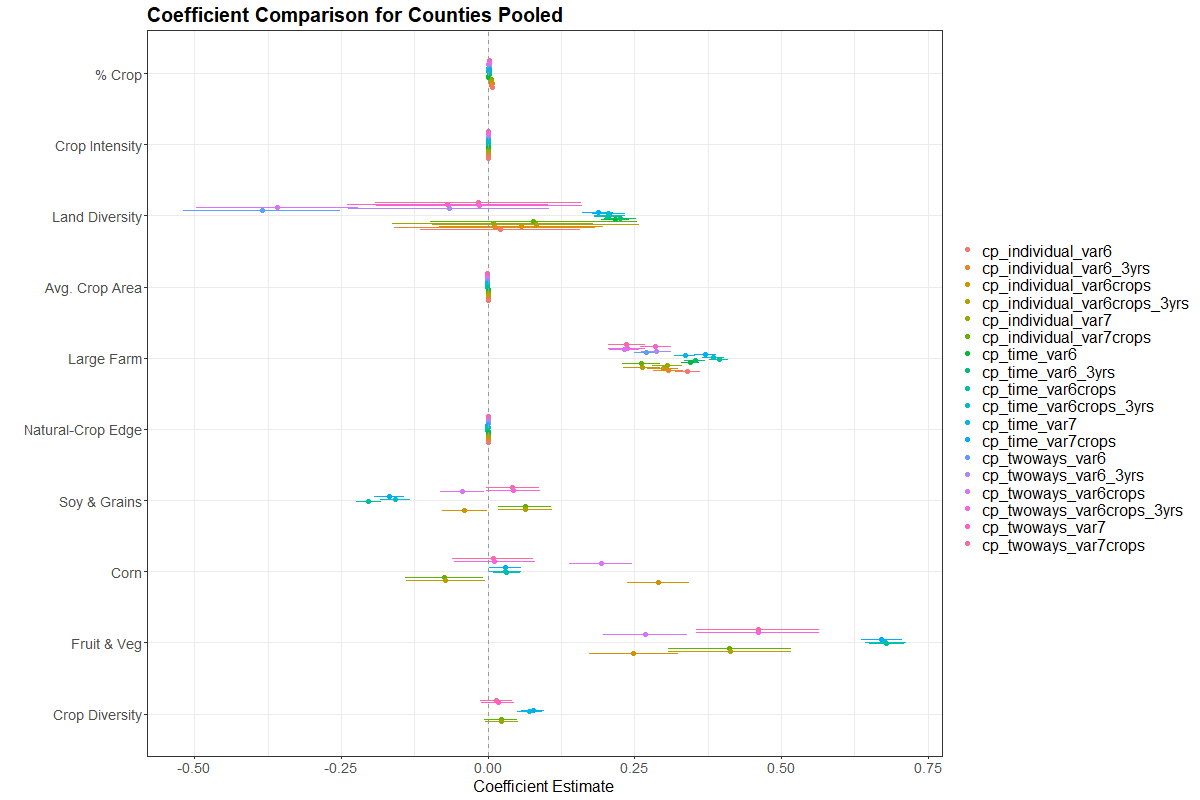 Coefficient Comparison for Counties Pooled
% Crop
Crop Intensity
Land Diversity
Avg. Crop Area
Large Farm
Natural-Crop Edge
Soy & Grains
Corn
Fruit & Veg
Crop Diversity
-0.50
-0.25
0.00
0.25
0.50
0.75
Coefficient Estimate
cp_individual_var6
cp_individual_var6_3yrs
cp_individual_var6crops
cp_individual_var6crops_3yrs
cp_individual_var7
cp_individual_var7crops
cp_time_var6
cp_time_var6_3yrs
cp_time_var6crops
cp_time_var6crops_3yrs
cp_time_var7
cp_time_var7crops
cp_twoways_var6
cp_twoways_var6_3yrs
cp_twoways_var6crops
cp_twoways_var6crops_3yrs
cp_twoways_var7
cp_twoways_var7crops